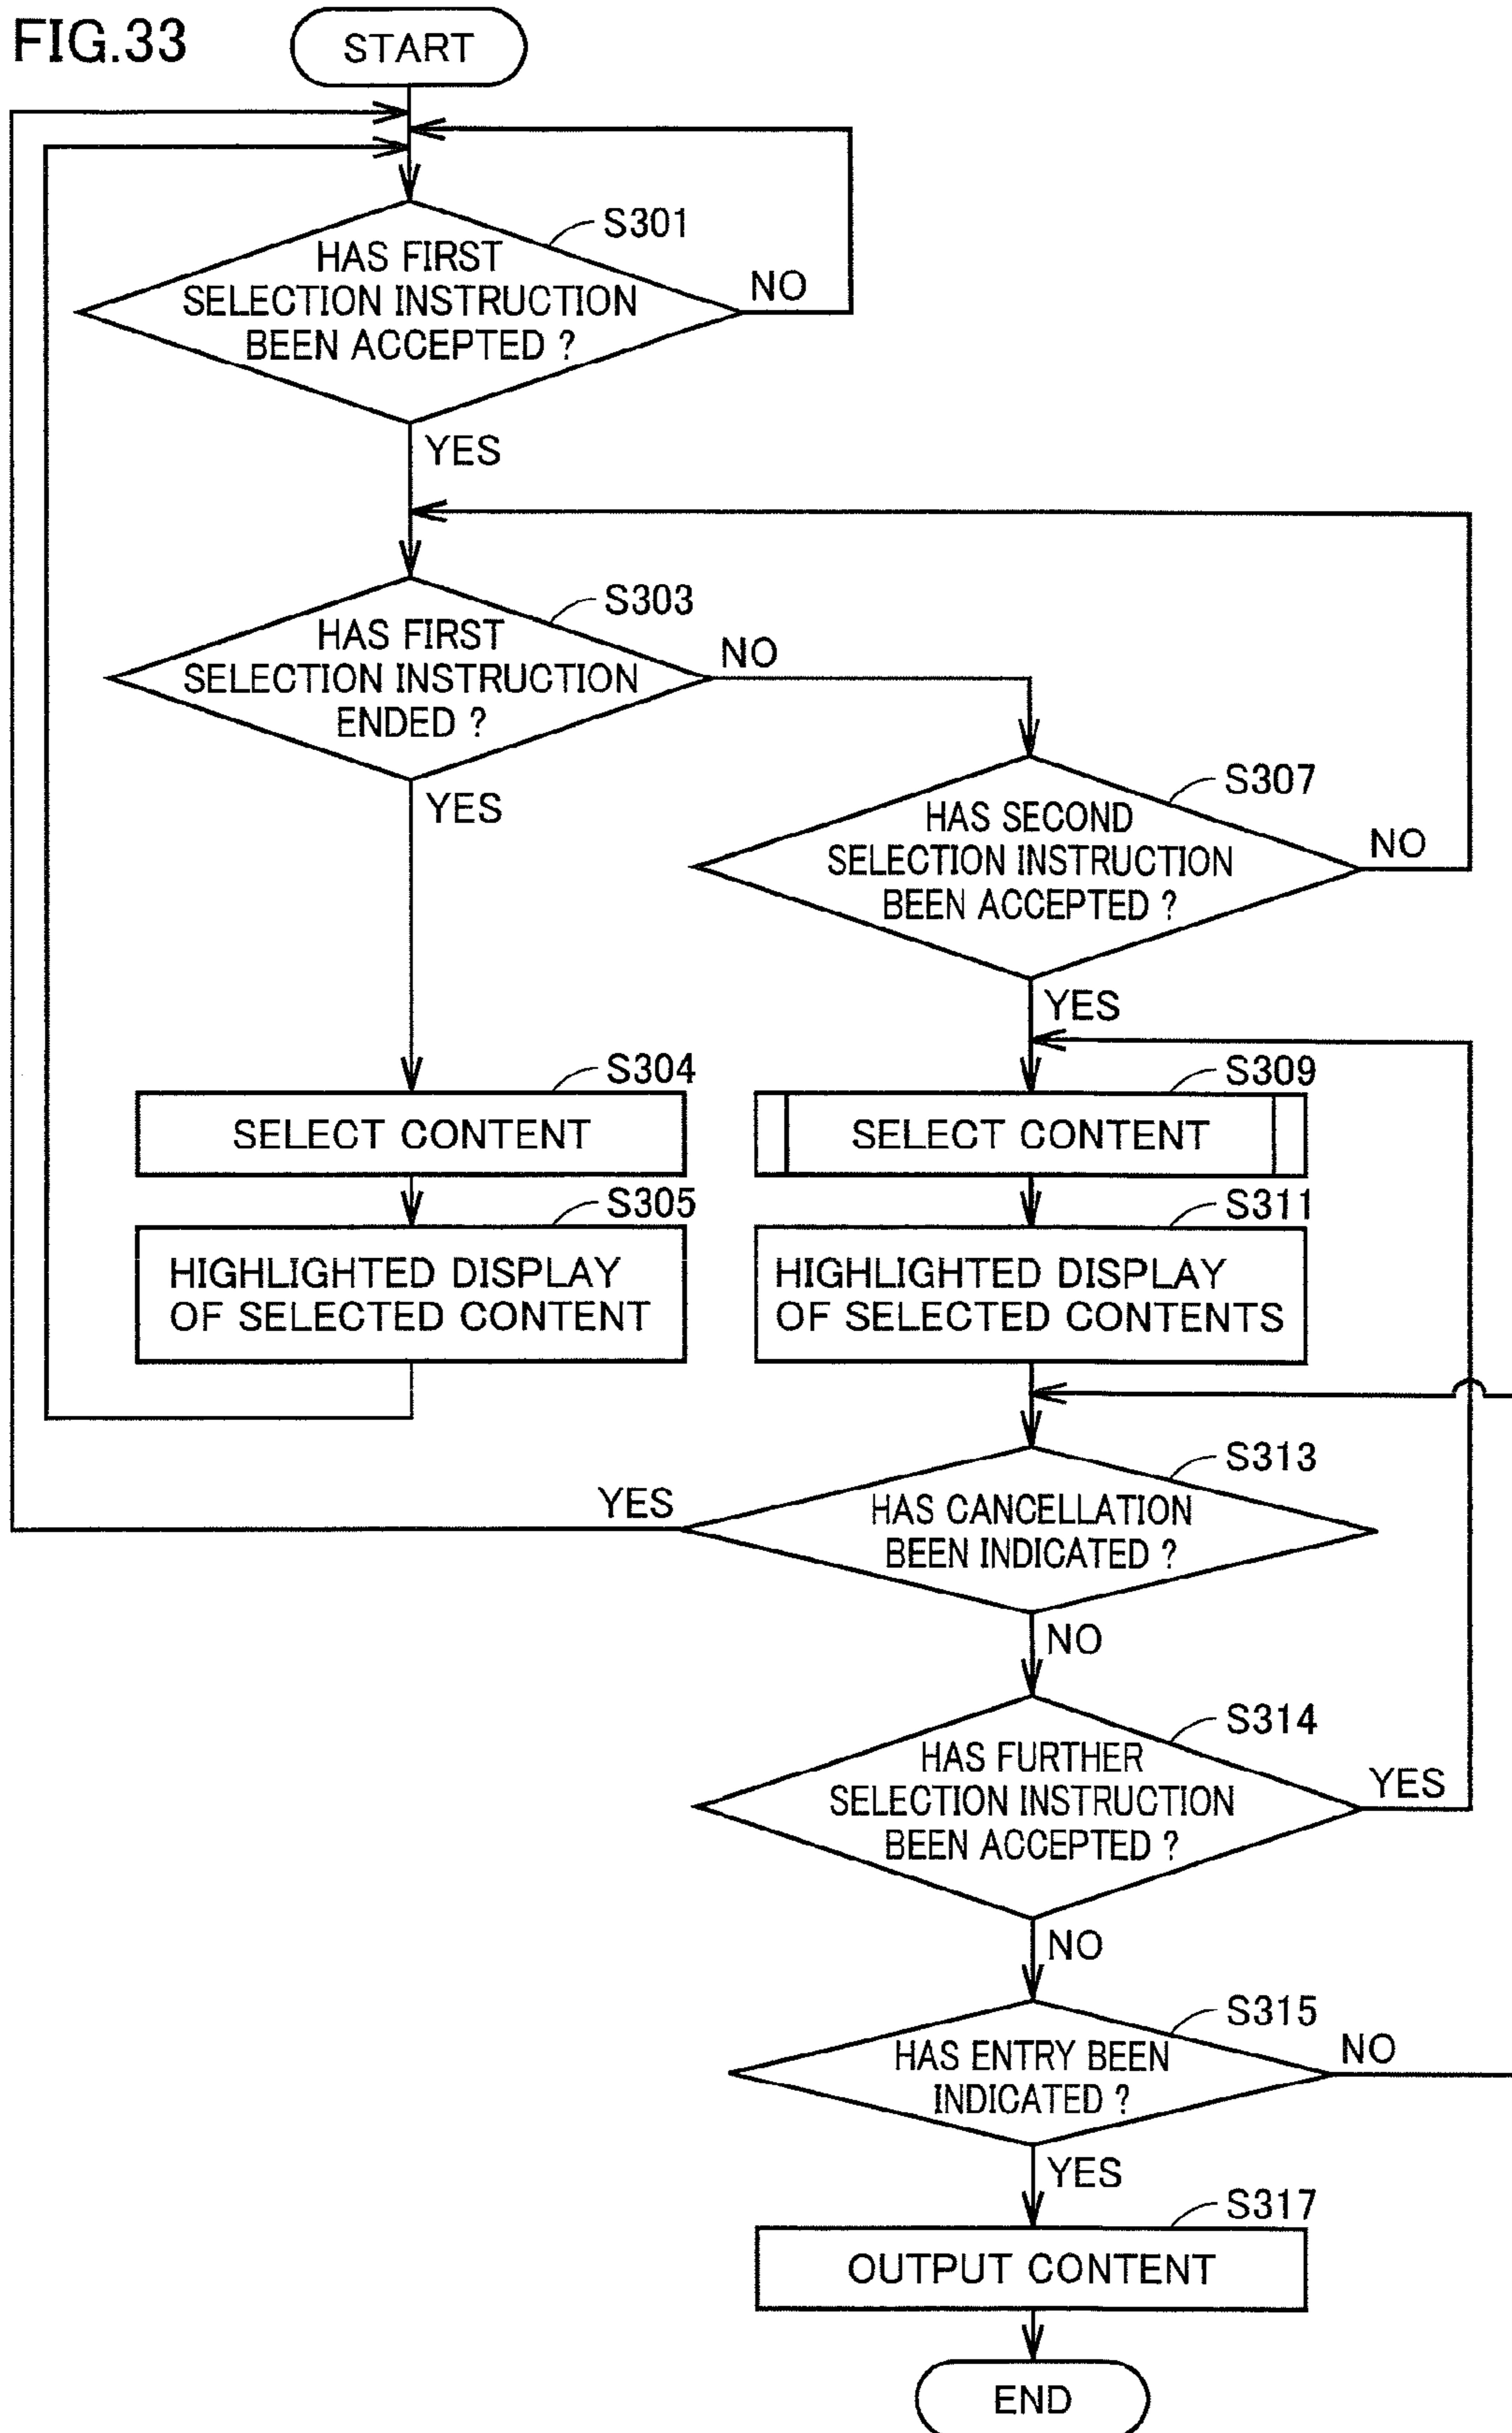 FIG.33
START
S301
HAS FIRST
SELECTION INSTRUCTION
BEEN ACCEPTED ?
NO
YES
S303
HAS FIRST
SELECTION INSTRUCTION
ENDED ?
NO
YES
S307
HAS SECOND
SELECTION INSTRUCTION
BEEN ACCEPTED ?
NO
YES
S304
SELECT CONTENT
S309
SELECT CONTENT
S305
HIGHLIGHTED DISPLAY
OF SELECTED CONTENT
S311
HIGHLIGHTED DISPLAY
OF SELECTED CONTENTS
S313
HAS CANCELLATION
BEEN INDICATED ?
YES
NO
S314
HAS FURTHER
SELECTION INSTRUCTION
BEEN ACCEPTED ?
YES
NO
S315
HAS ENTRY BEEN
INDICATED ?
NO
YES
S317
OUTPUT CONTENT
END